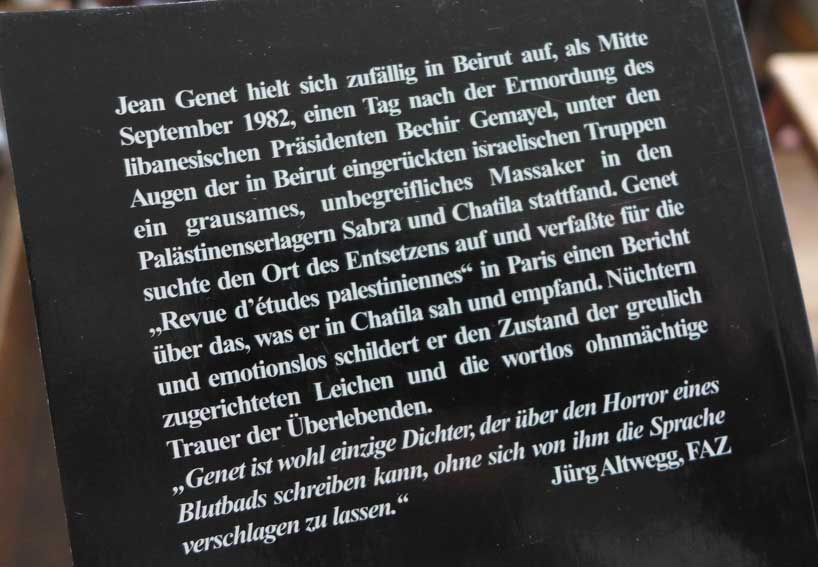 Jean Genet hielt sich zufällig in Beirut auf, als Mitte
September 1982, einen Tag nach der Ermordung des
libanesischen Präsidenten Bechir Gemayel, unter den
Augen der in Beirut eingerückten israelischen Truppen
ein grausames, unbegreifliches Massaker in den
Palästinenserlagern Sabra und Chatila stattfand. Genet
suchte den Ort des Entsetzens auf und verfaßte für die
„Revue d'études palestiniennes“ in Paris einen Bericht
über das, was er in Chatila sah und empfand. Nüchtern
und emotionslos schildert er den Zustand der greulich
zugerichteten Leichen und die wortlos ohnmächtige
Trauer der Überlebenden.
„Genet ist wohl einzige Dichter, der über den Horror eines
Blutbads schreiben kann, ohne sich von ihm die Sprache
verschlagen zu lassen.“
Jürg Altwegg, FAZ